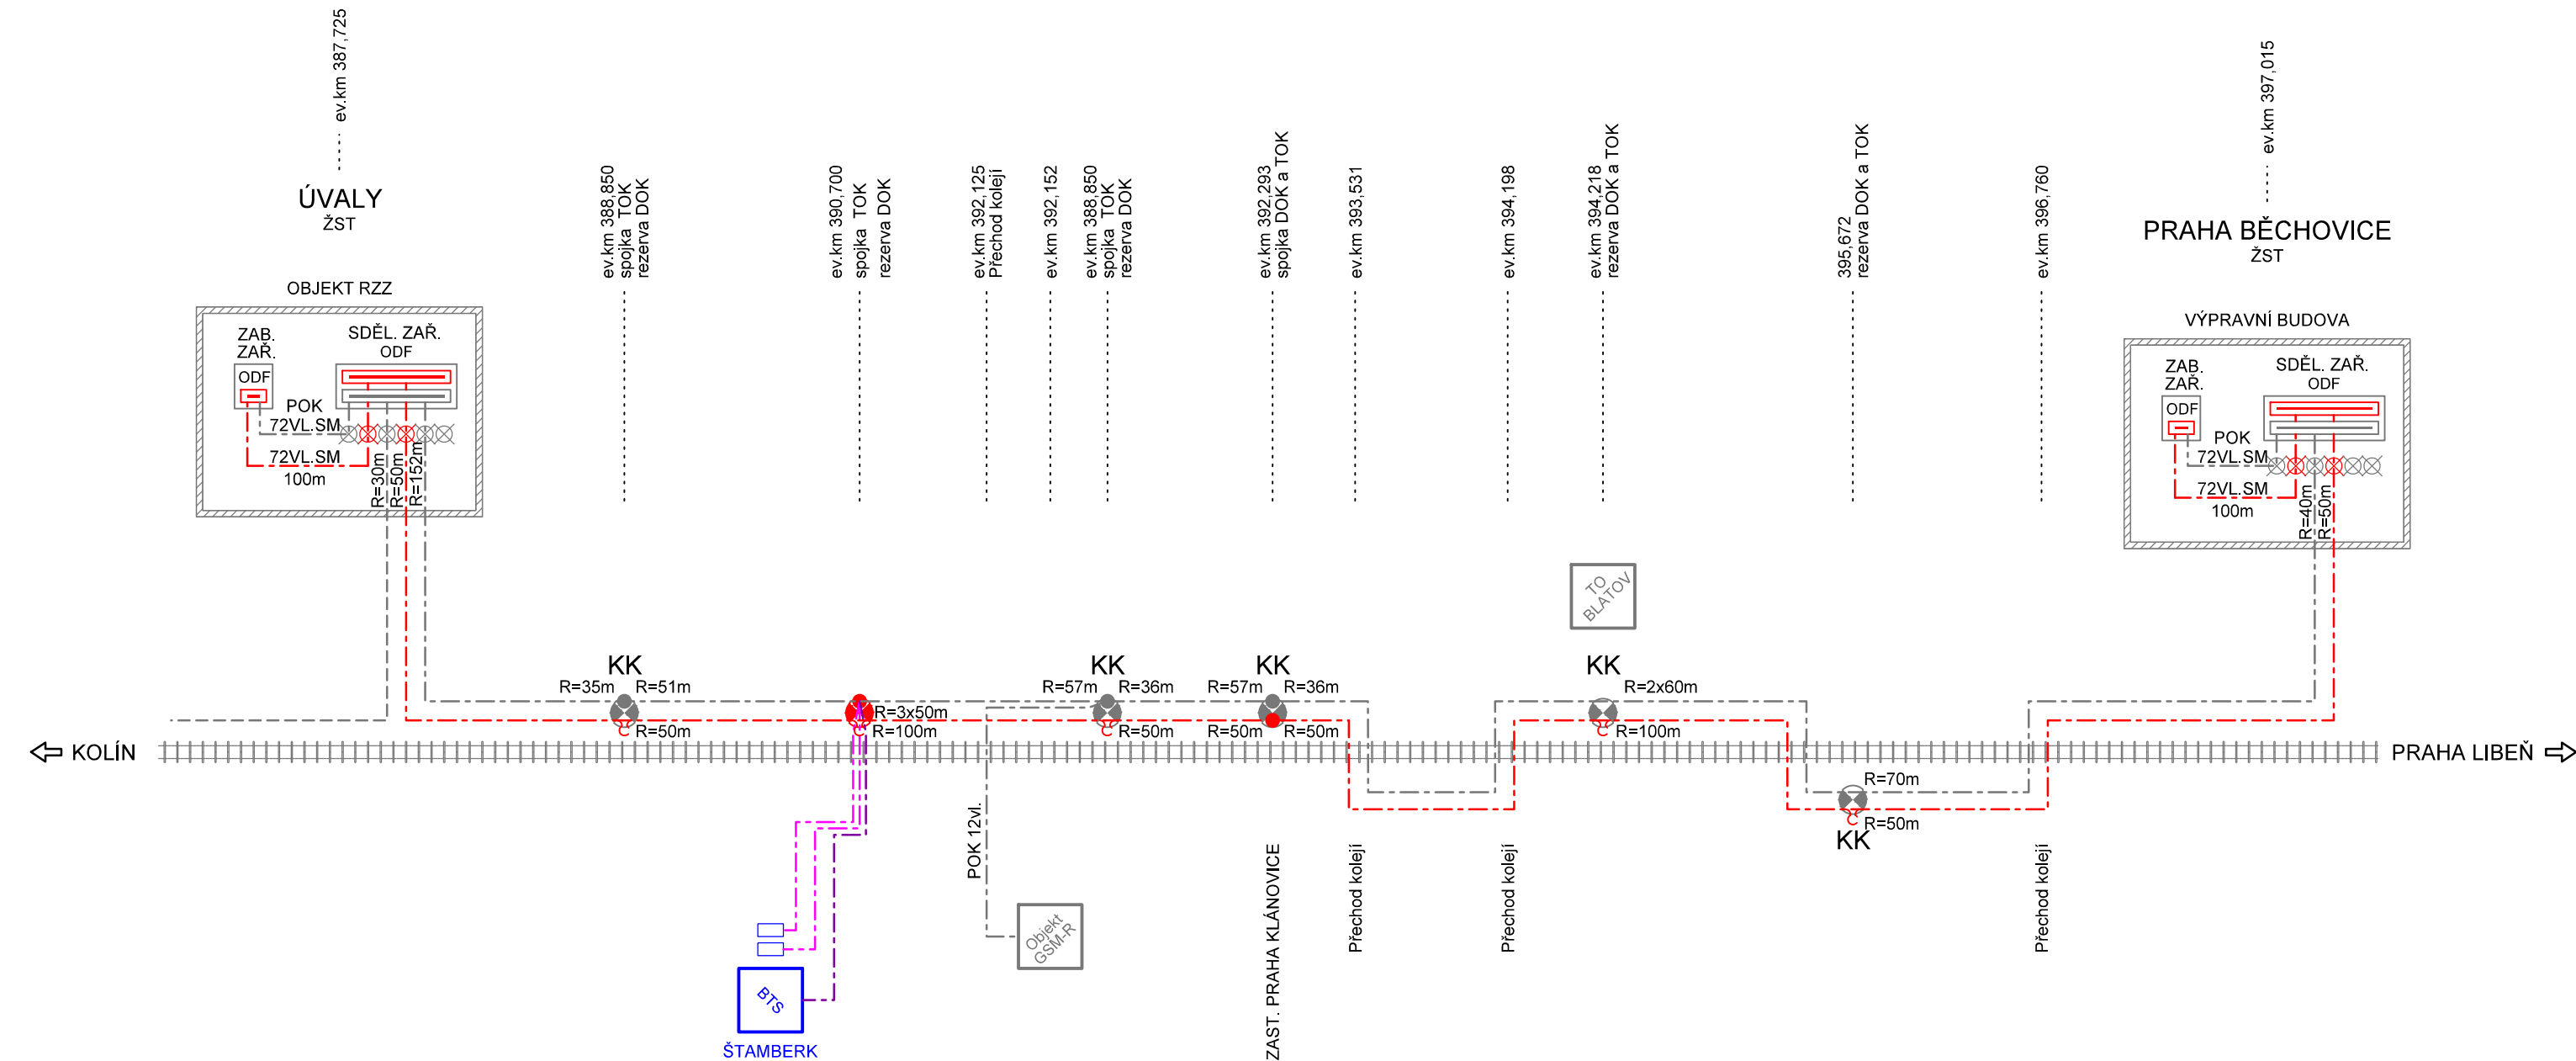 ev.km 387,725
ÚVALY
ŽST
OBJEKT RZZ
ZAB.
ZAŘ.
ODF
SDĚL. ZAŘ.
ODF
POK
72VL.SM
72VL.SM
100m
R=30m
R=50m
R=152m
ev.km 388,850
spojka TOK
rezerva DOK
ev.km 390,700
spojka TOK
rezerva DOK
ev.km 392,125
Přechod kolejí
ev.km 392,152
ev.km 388,850
spojka TOK
rezerva DOK
ev.km 392,293
spojka DOK a TOK
ev.km 393,531
ev.km 394,198
ev.km 394,218
rezerva DOK a TOK
395,672
rezerva DOK a TOK
ev.km 396,760
ev.km 397,015
PRAHA BĚCHOVICE
ŽST
VÝPRAVNÍ BUDOVA
ZAB.
ZAŘ.
ODF
SDĚL. ZAŘ.
ODF
POK
72VL.SM
72VL.SM
100m
R=40m
R=50m
TO
BLATOV
KK
R=35m
R=51m
R=50m
R=3x50m
R=100m
KK
R=57m
R=36m
R=50m
KK
R=57m
R=36m
R=50m
R=50m
KK
R=2x60m
R=100m
KOLÍN
PRAHA LIBEŇ
R=70m
R=50m
KK
POK 12vl.
Objekt
GSM-R
ZAST. PRAHA KLÁNOVICE
Přechod kolejí
Přechod kolejí
Přechod kolejí
BTS
ŠTAMBERK